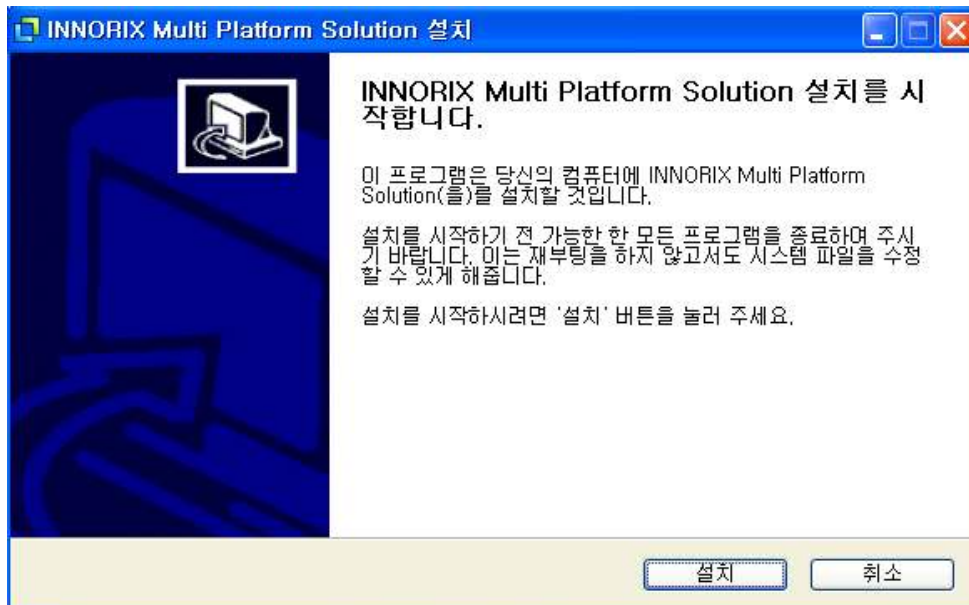 INNORIX Multi Platform Solution 설치
INNORIX Multi Platform Solution 설치를 시
작합니다.
이 프로그램은 당신의 컴퓨터에 INNORIX Multi Platform
Solution(을)를 설치할 것입니다.
설치를 시작하기 전 가능한 한 모든 프로그램을 종료하여 주시
기 바랍니다. 이는 재부팅을 하지 않고서도 시스템 파일을 수정
할 수 있게 해줍니다.
설치를 시작하시려면 '설치' 버튼을 눌러 주세요.
설치
취소